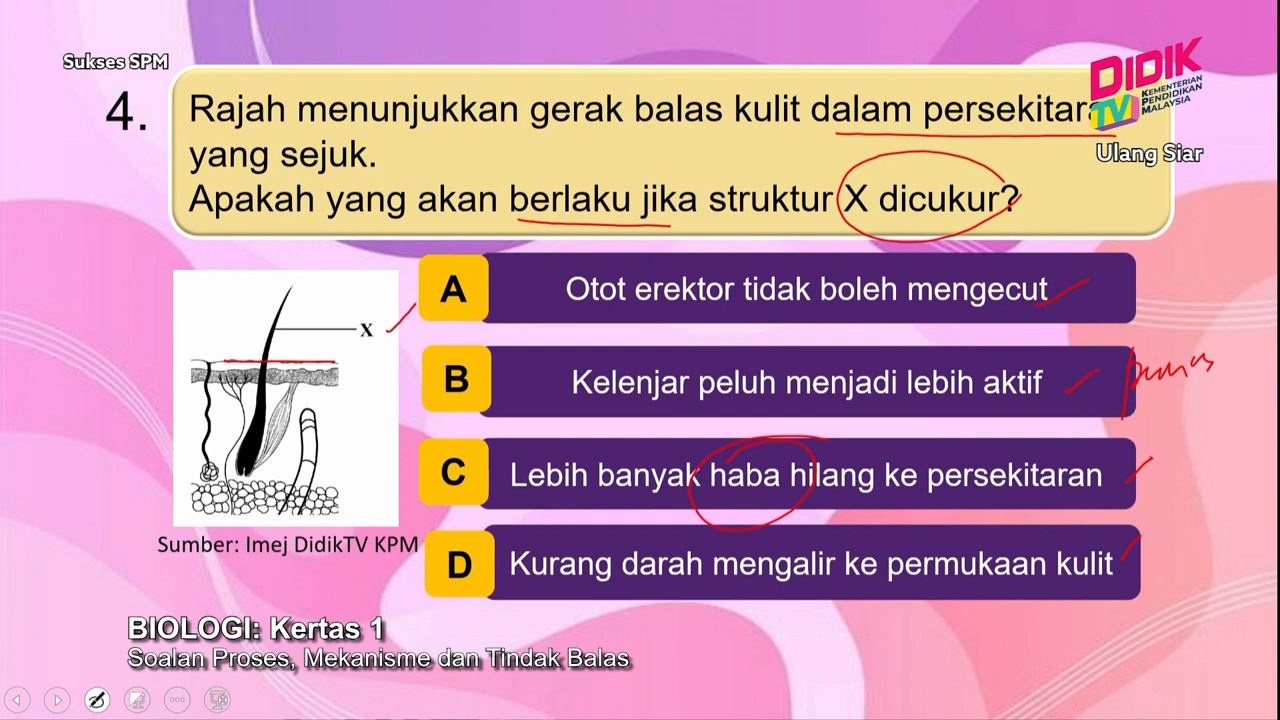 Sukses SPM
DIDIK
TV
KEMENTERIAN
PENDIDIKAN
MALAYSIA
Ulang Siar
4.
Rajah menunjukkan gerak balas kulit dalam persekitara
yang sejuk.
Apakah yang akan berlaku jika struktur X dicukur?
X
A Otot erektor tidak boleh mengecut
B Kelenjar peluh menjadi lebih aktif
panas
C Lebih banyak haba hilang ke persekitaran
D Kurang darah mengalir ke permukaan kulit
Sumber: Imej DidikTV KPM
BIOLOGI: Kertas 1
Soalan Proses, Mekanisme dan Tindak Balas